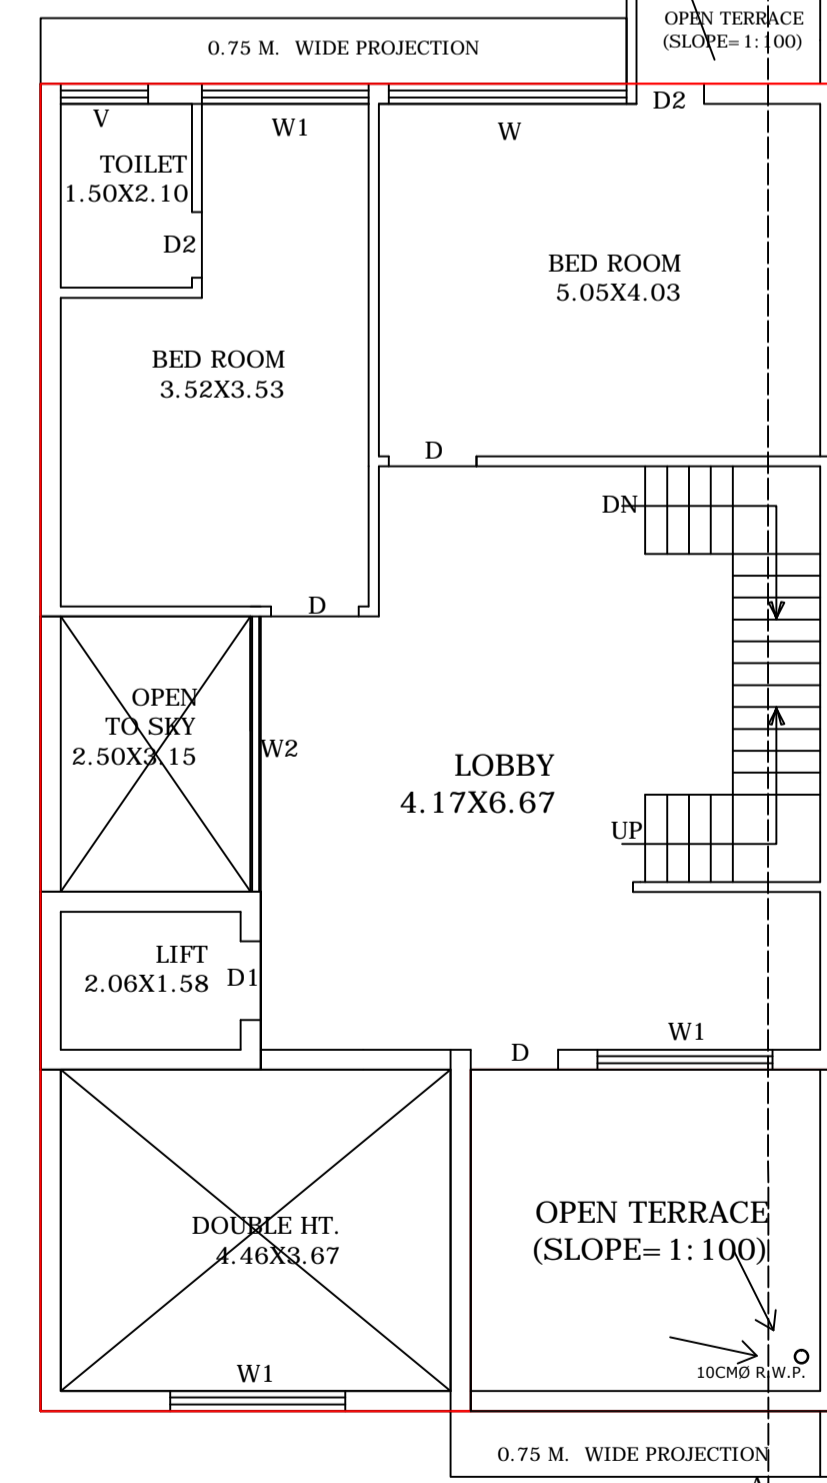 OPEN TERRACE
(SLOPE=1:100)
0.75 M. WIDE PROJECTION
V
W1
W
D2
TOILET
1.50X2.10
D2
BED ROOM
5.05X4.03
BED ROOM
3.52X3.53
D
DN
D
OPEN
TO SKY
2.50X3.15
W2
LOBBY
4.17X6.67
UP
LIFT
2.06X1.58
D1
D
W1
DOUBLE HT.
4.46X3.67
OPEN TERRACE
(SLOPE=1:100)
W1
10CMØ R.W.P.
0.75 M. WIDE PROJECTION